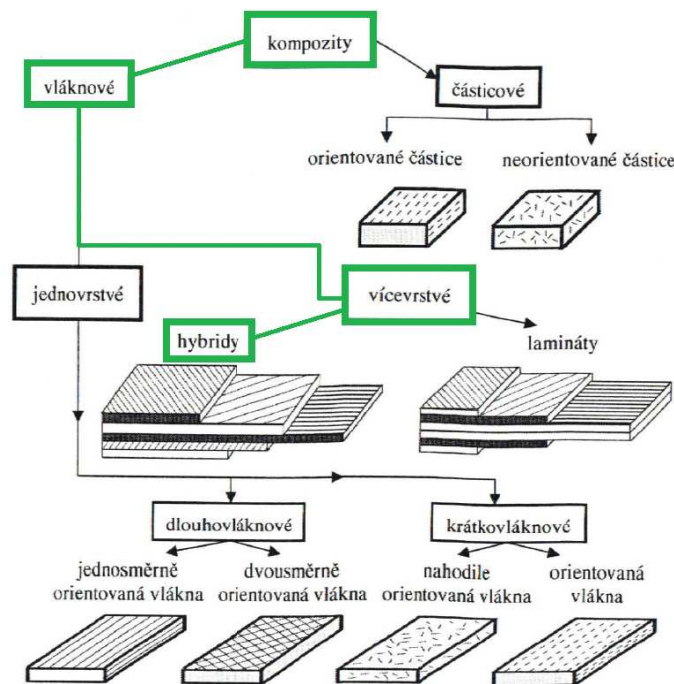 kompozity
vláknové
částicové
orientované částice
neorientované částice
jednovrstvé
vícevrstvé
hybridy
lamináty
dlouhovláknové
krátkovláknové
jednosměrně
orientovaná vlákna
dvousměrně
orientovaná vlákna
nahodile
orientovaná vlákna
orientovaná
vlákna